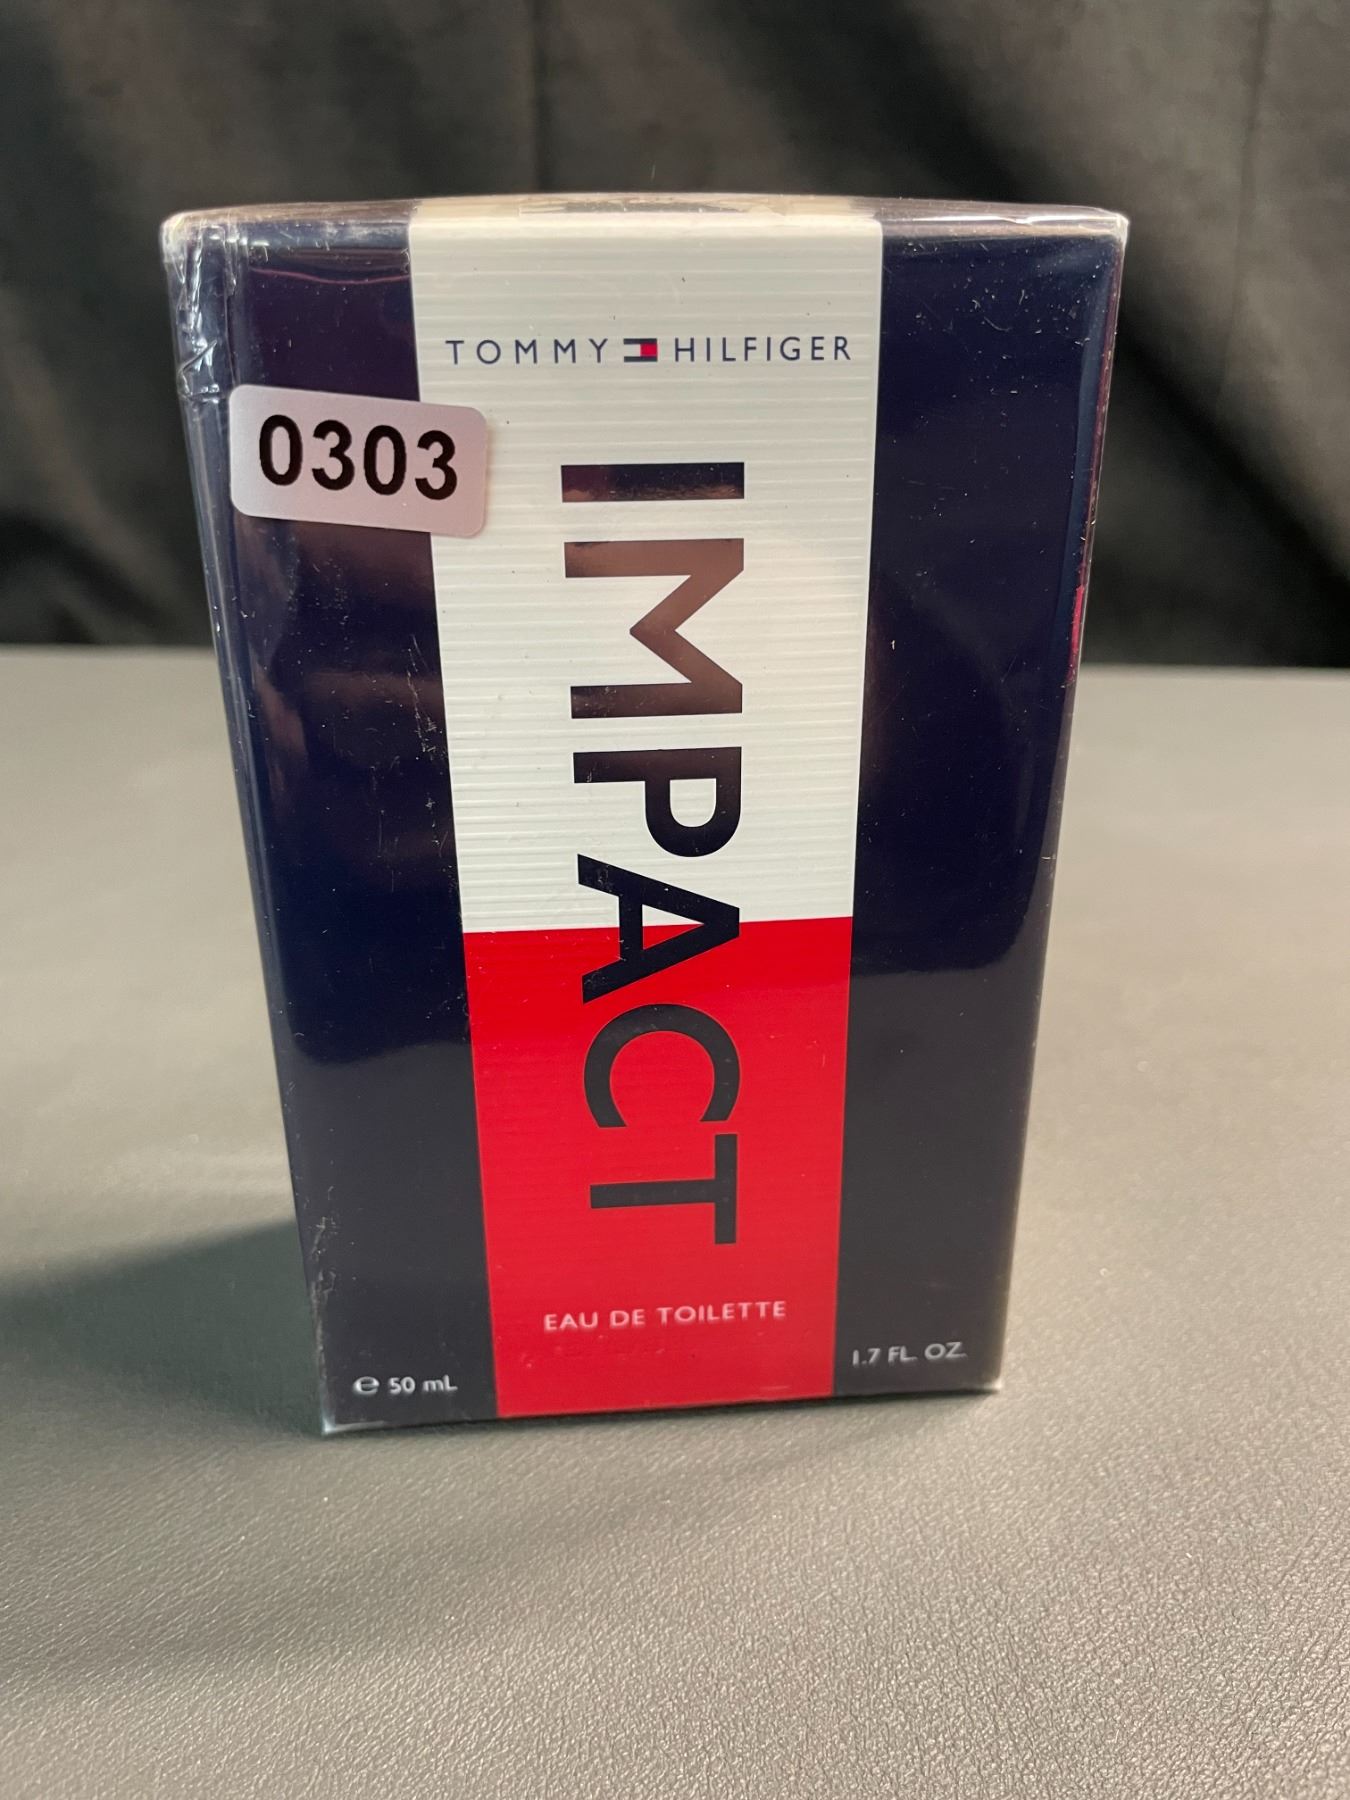 TOMMY HILFIGER
0303
IMPACT
EAU DE TOILETTE
℮ 50 mL
1.7 FL. OZ.